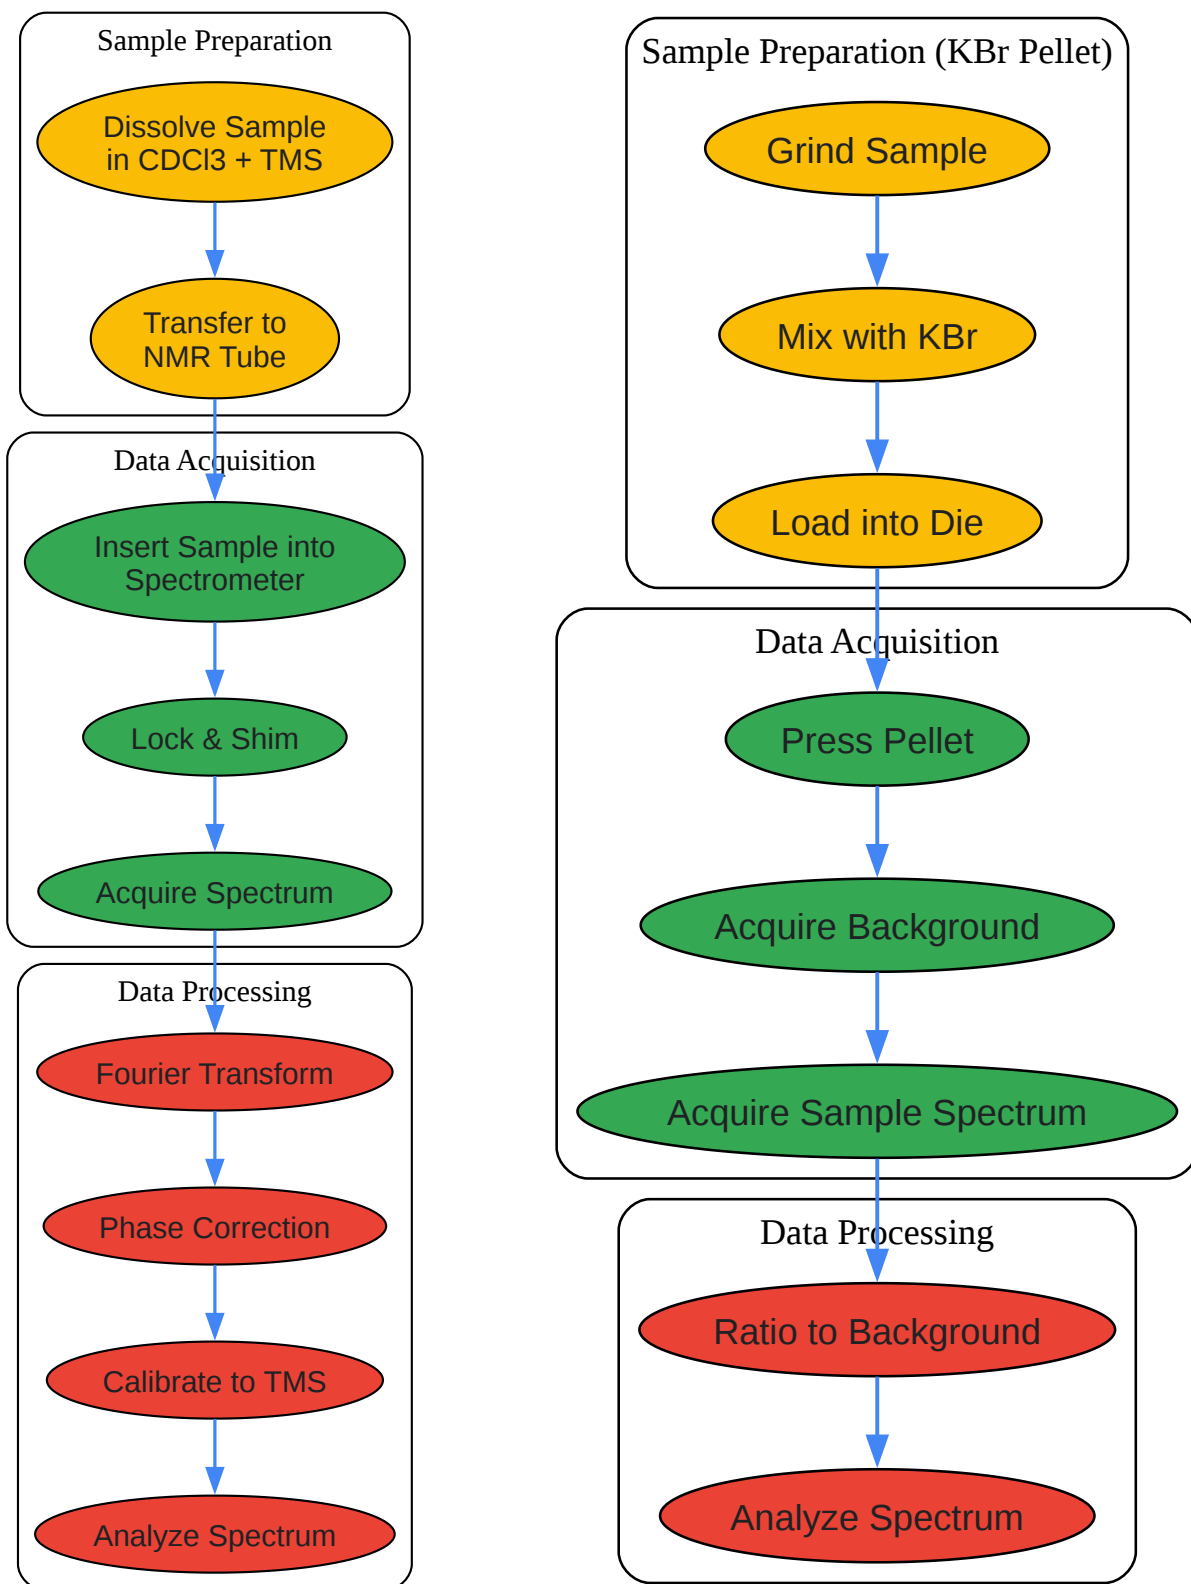 Sample Preparation
Dissolve Sample
in CDCl3 + TMS
Transfer to
NMR Tube
Data Acquisition
Insert Sample into
Spectrometer
Lock & Shim
Acquire Spectrum
Data Processing
Fourier Transform
Phase Correction
Calibrate to TMS
Analyze Spectrum
Sample Preparation (KBr Pellet)
Grind Sample
Mix with KBr
Load into Die
Data Acquisition
Press Pellet
Acquire Background
Acquire Sample Spectrum
Data Processing
Ratio to Background
Analyze Spectrum